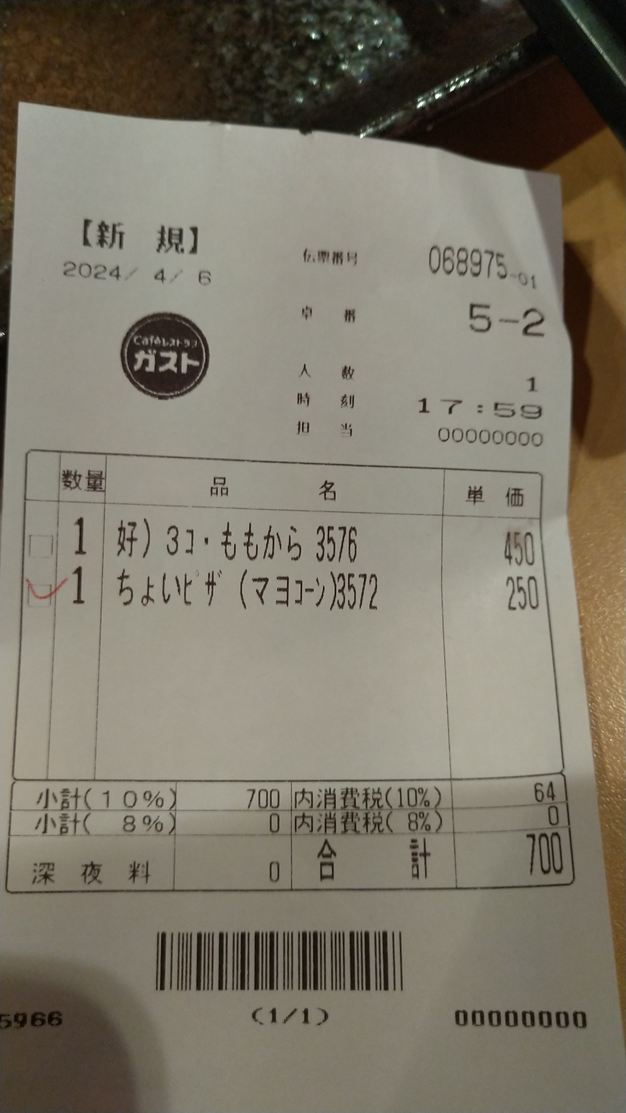 【新 規】
2024/ 4/ 6
伝票番号 068975-01
卓 番 5-2
人 数 1
時 刻 17:59
担 当 00000000
Caféレストラン
ガスト
数量 品 名 単 価
1 好) 3コ・ももから 3576 450
1 ちょいピザ (マヨコーン)3572 250
小計(10%) 700 内消費税(10%) 64
小計( 8%) 0 内消費税( 8%) 0
深 夜 料 0 合 計 700
5966 (1/1) 00000000